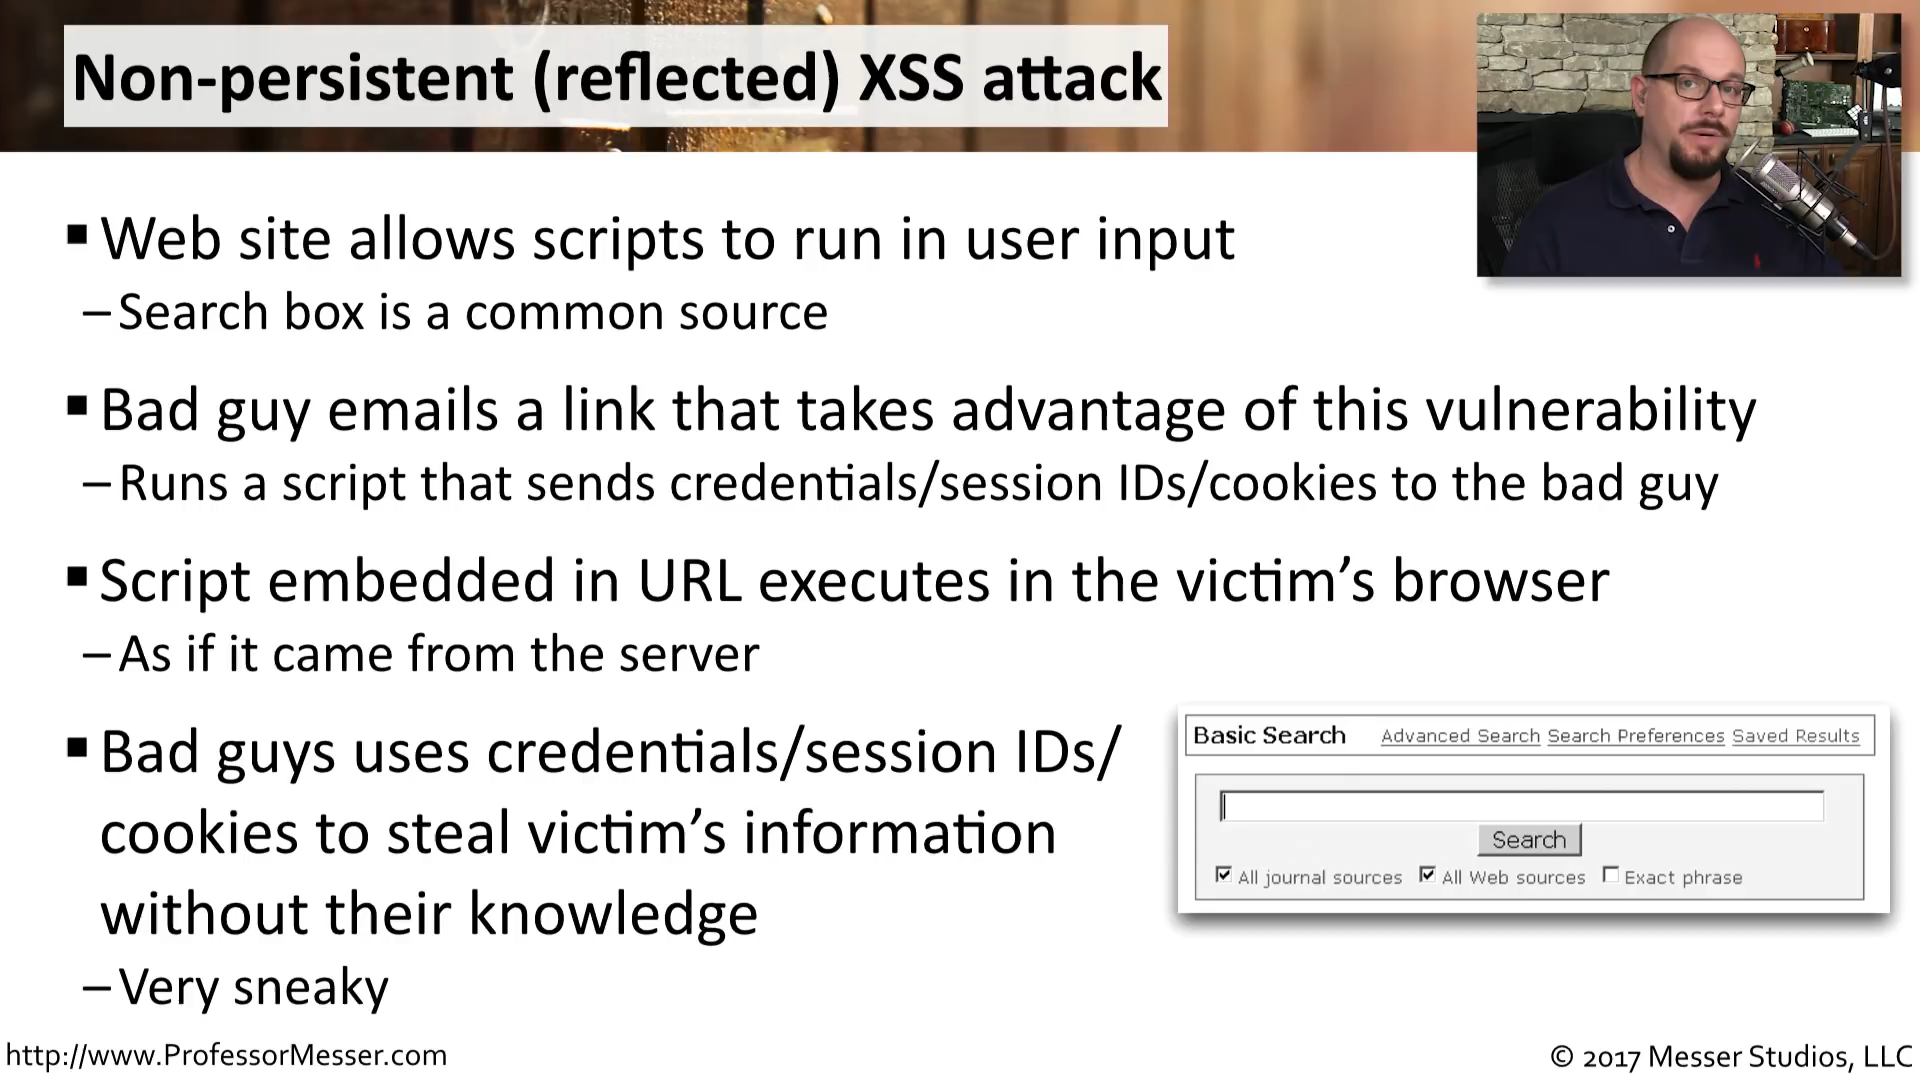 Non-persistent (reflected) XSS attack
▪ Web site allows scripts to run in user input
– Search box is a common source
▪ Bad guy emails a link that takes advantage of this vulnerability
– Runs a script that sends credentials/session IDs/cookies to the bad guy
▪ Script embedded in URL executes in the victim’s browser
– As if it came from the server
▪ Bad guys uses credentials/session IDs/
cookies to steal victim’s information
without their knowledge
– Very sneaky
Basic Search Advanced Search Search Preferences Saved Results
Search
All journal sources All Web sources Exact phrase
http://www.ProfessorMesser.com
© 2017 Messer Studios, LLC